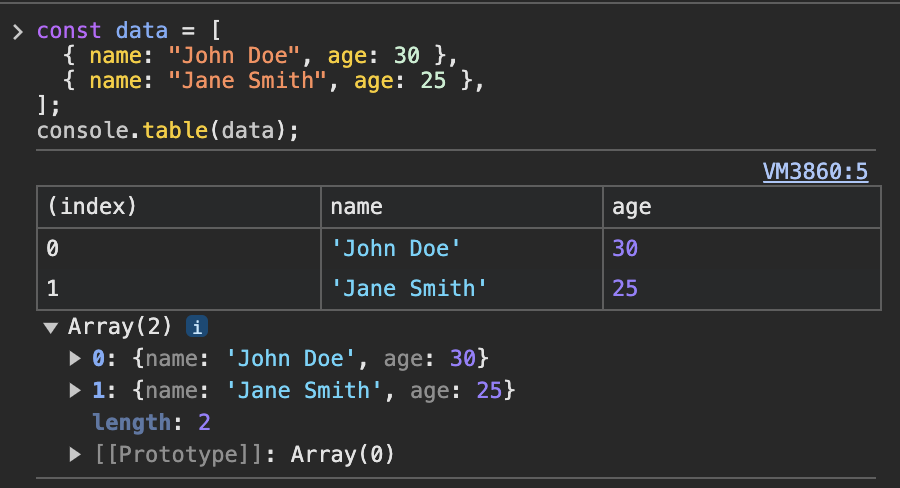 const data = [
  { name: "John Doe", age: 30 },
  { name: "Jane Smith", age: 25 },
];
console.table(data);
VM3860:5
(index) name age
0 'John Doe' 30
1 'Jane Smith' 25
Array(2) i
0: {name: 'John Doe', age: 30}
1: {name: 'Jane Smith', age: 25}
length: 2
[[Prototype]]: Array(0)